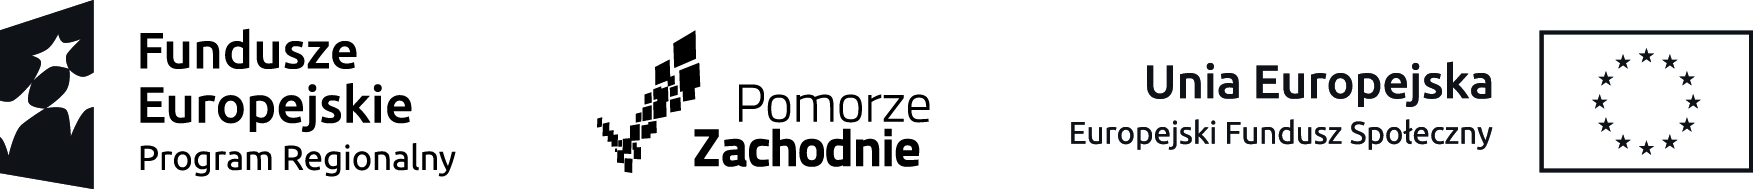 Fundusze
Europejskie
Program Regionalny
Pomorze
Zachodnie
Unia Europejska
Europejski Fundusz Społeczny